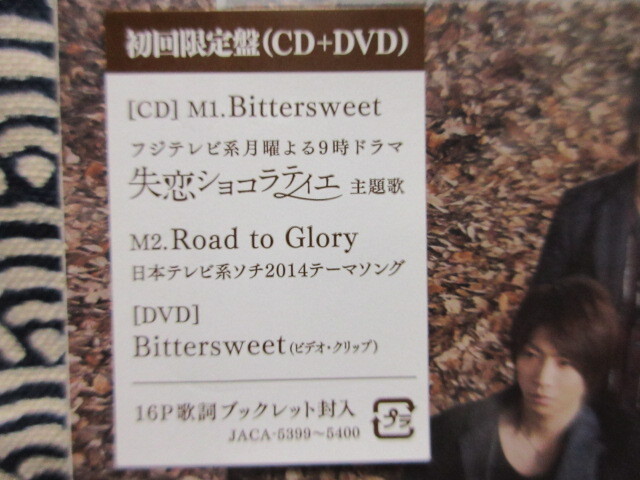 初回限定盤(CD+DVD)
[CD] M1.Bittersweet
フジテレビ系月曜よる9時ドラマ
失恋ショコラティエ 主題歌
M2.Road to Glory
日本テレビ系ソチ2014テーマソング
[DVD]
Bittersweet(ビデオ・クリップ)
16P歌詞ブックレット封入
プラ
JACA-5399〜5400